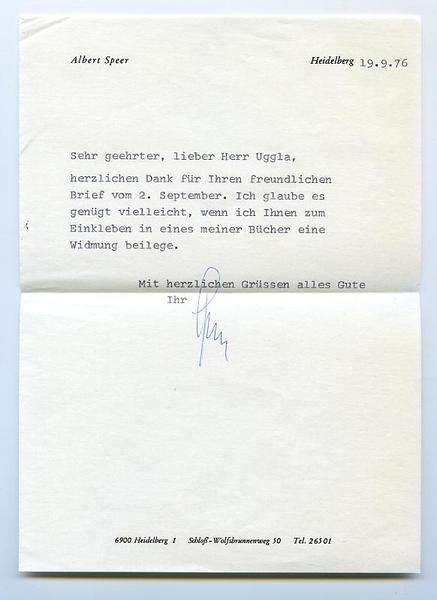 Albert Speer Heidelberg 19.9.76
Sehr geehrter, lieber Herr Uggla,
herzlichen Dank für Ihren freundlichen
Brief vom 2. September. Ich glaube es
genügt vielleicht, wenn ich Ihnen zum
Einkleben in eines meiner Bücher eine
Widmung beilege.
Mit herzlichen Grüssen alles Gute
Ihr
6900 Heidelberg 1 Schloß-Wolfsbrunnenweg 50 Tel. 26501